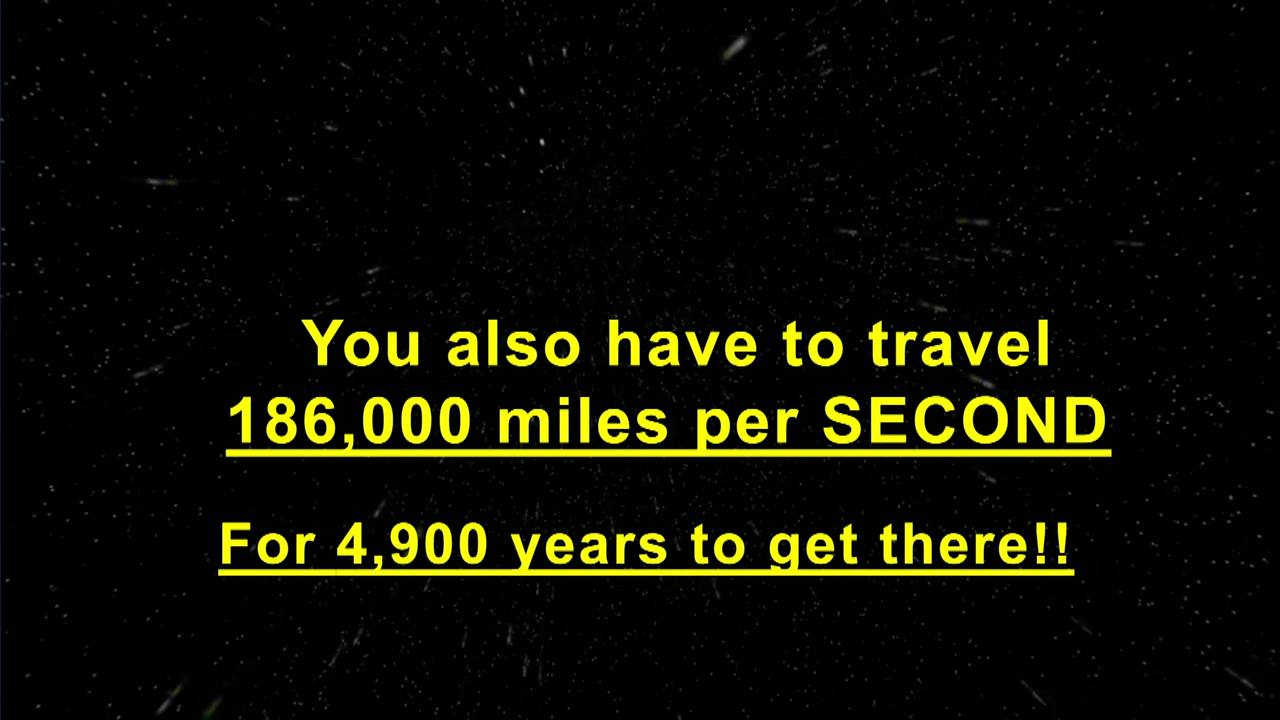 You also have to travel
186,000 miles per SECOND
For 4,900 years to get there!!